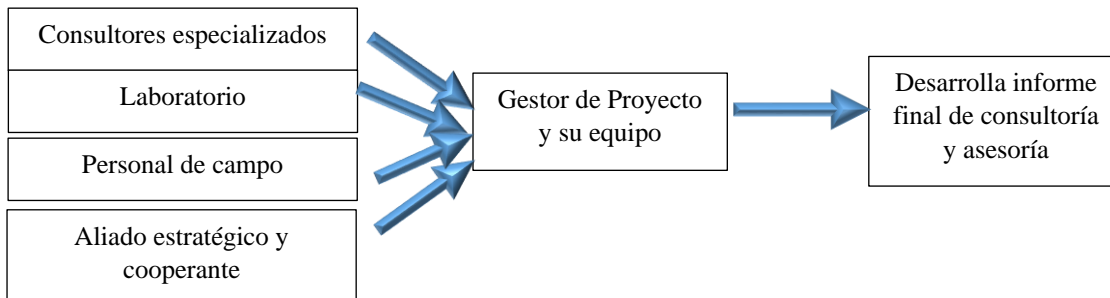 Consultores especializados
Laboratorio
Personal de campo
Aliado estratégico y
cooperante
Gestor de Proyecto
y su equipo
Desarrolla informe
final de consultoría
y asesoría